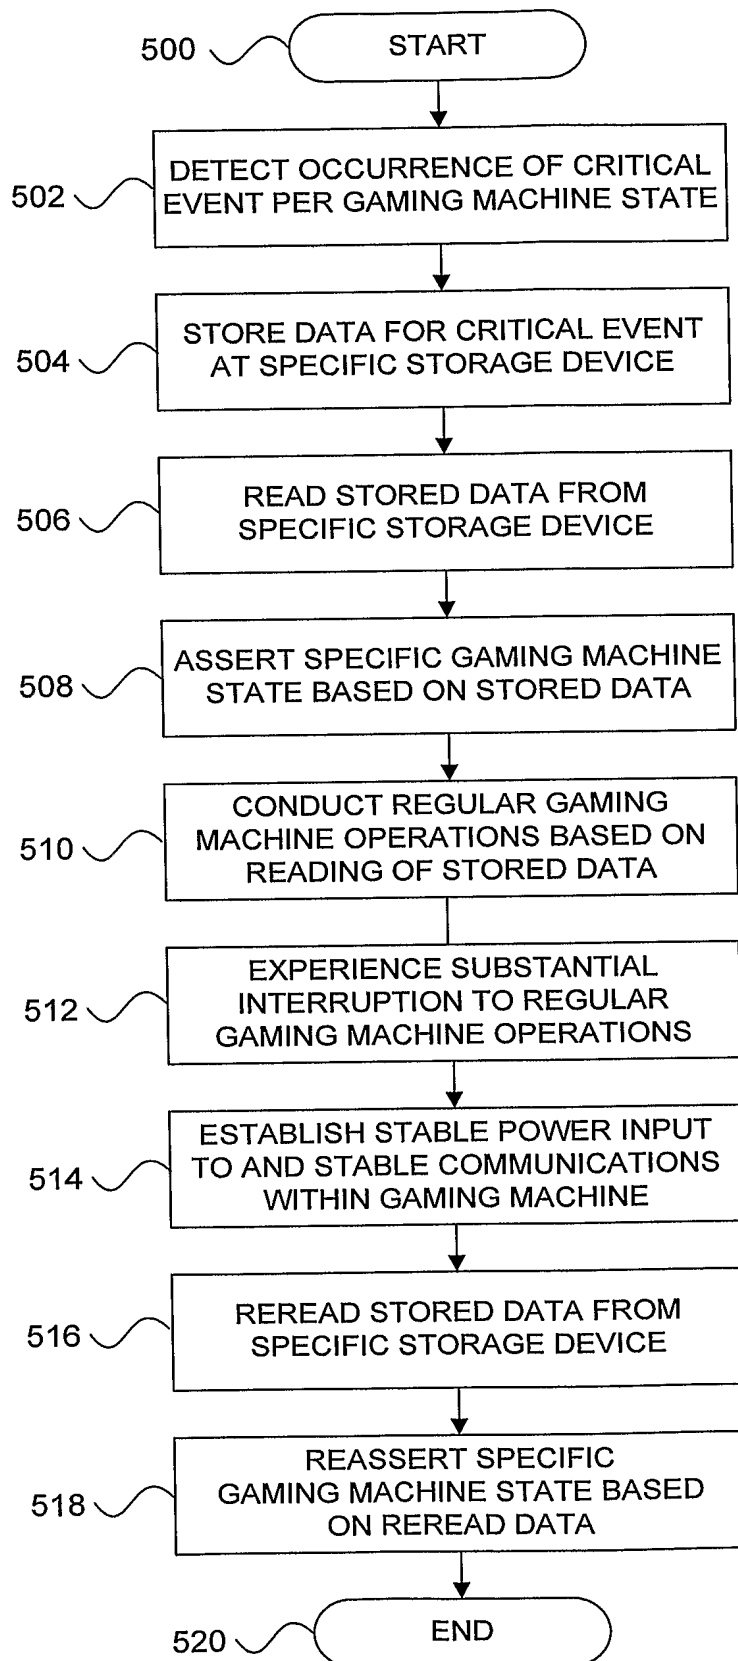 500
START
502
DETECT OCCURRENCE OF CRITICAL
EVENT PER GAMING MACHINE STATE
504
STORE DATA FOR CRITICAL EVENT
AT SPECIFIC STORAGE DEVICE
506
READ STORED DATA FROM
SPECIFIC STORAGE DEVICE
508
ASSERT SPECIFIC GAMING MACHINE
STATE BASED ON STORED DATA
510
CONDUCT REGULAR GAMING
MACHINE OPERATIONS BASED ON
READING OF STORED DATA
512
EXPERIENCE SUBSTANTIAL
INTERRUPTION TO REGULAR
GAMING MACHINE OPERATIONS
514
ESTABLISH STABLE POWER INPUT
TO AND STABLE COMMUNICATIONS
WITHIN GAMING MACHINE
516
REREAD STORED DATA FROM
SPECIFIC STORAGE DEVICE
518
REASSERT SPECIFIC
GAMING MACHINE STATE BASED
ON REREAD DATA
520
END